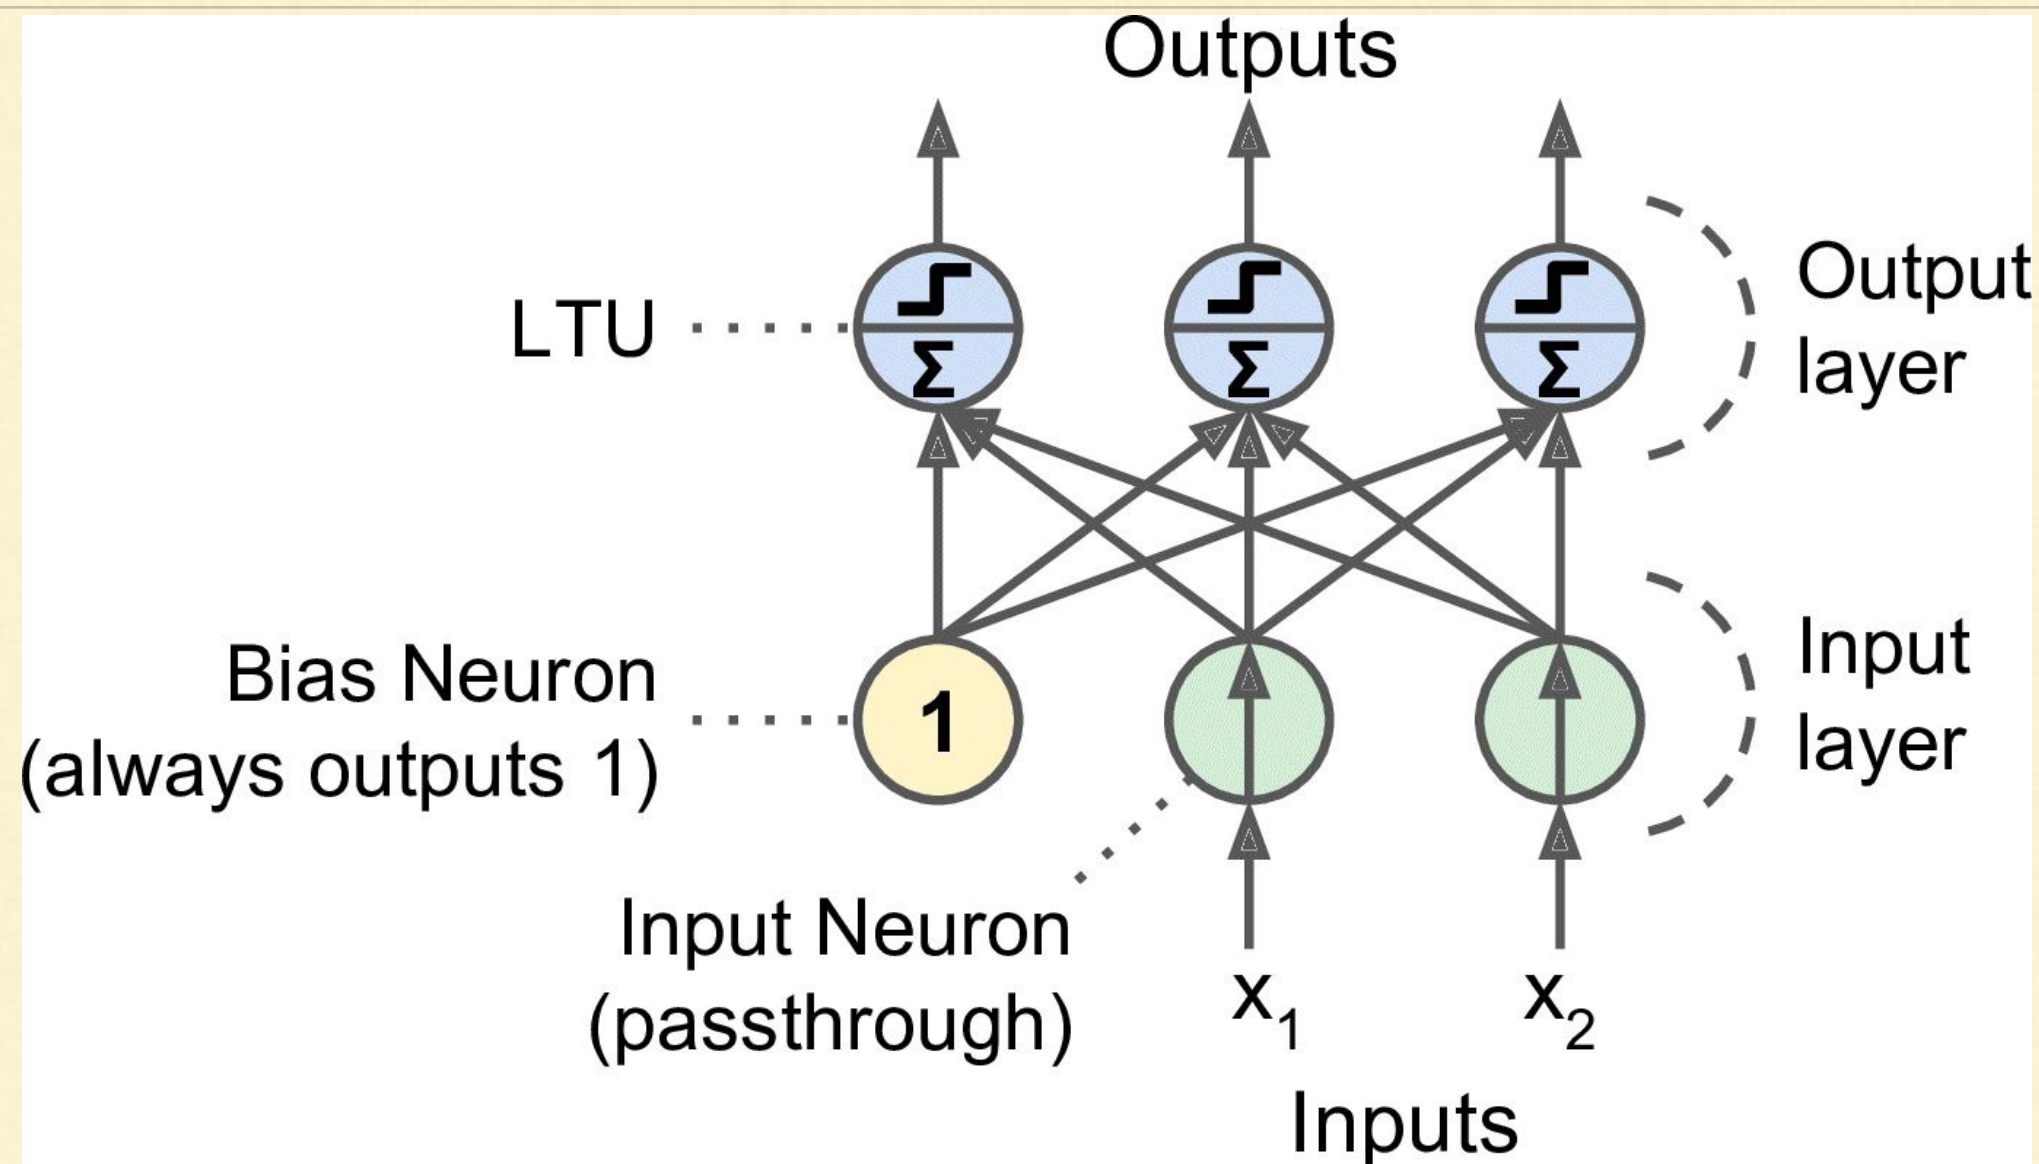 Outputs
LTU
Σ
Σ
Σ
Output
layer
Bias Neuron
(always outputs 1)
1
Input
layer
Input Neuron
(passthrough)
x1
x2
Inputs